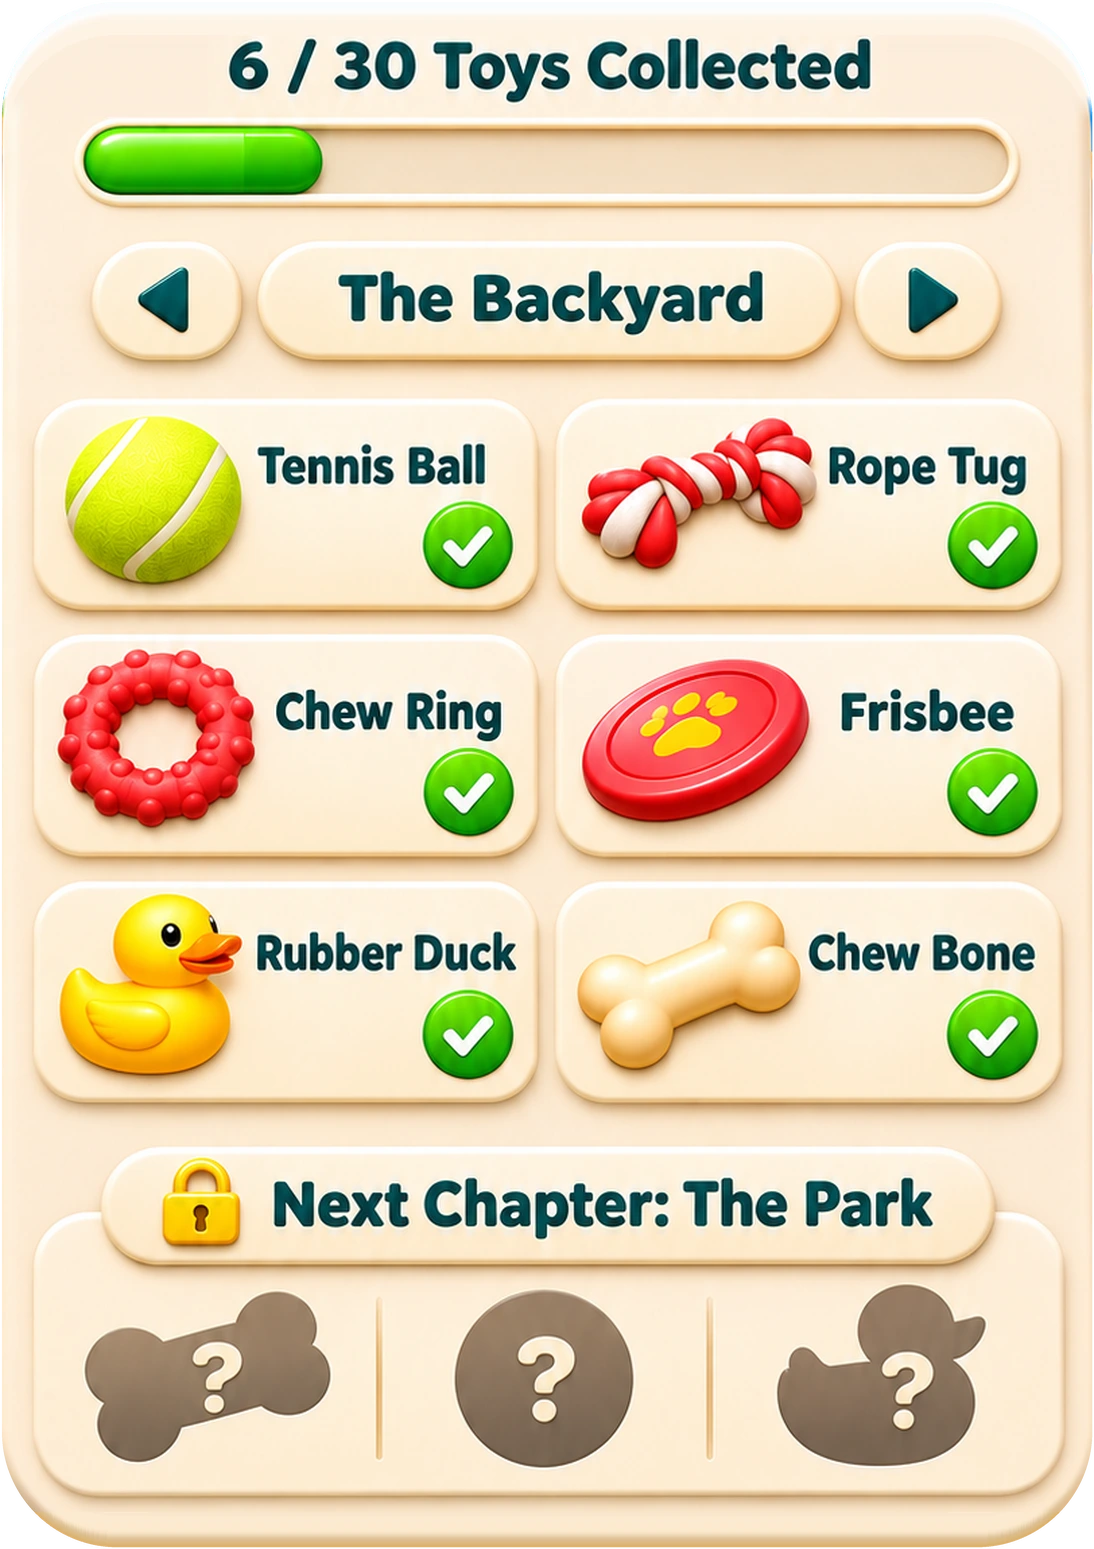 6 / 30 Toys Collected
The Backyard
Tennis Ball
Rope Tug
Chew Ring
Frisbee
Rubber Duck
Chew Bone
Next Chapter: The Park
?
?
?